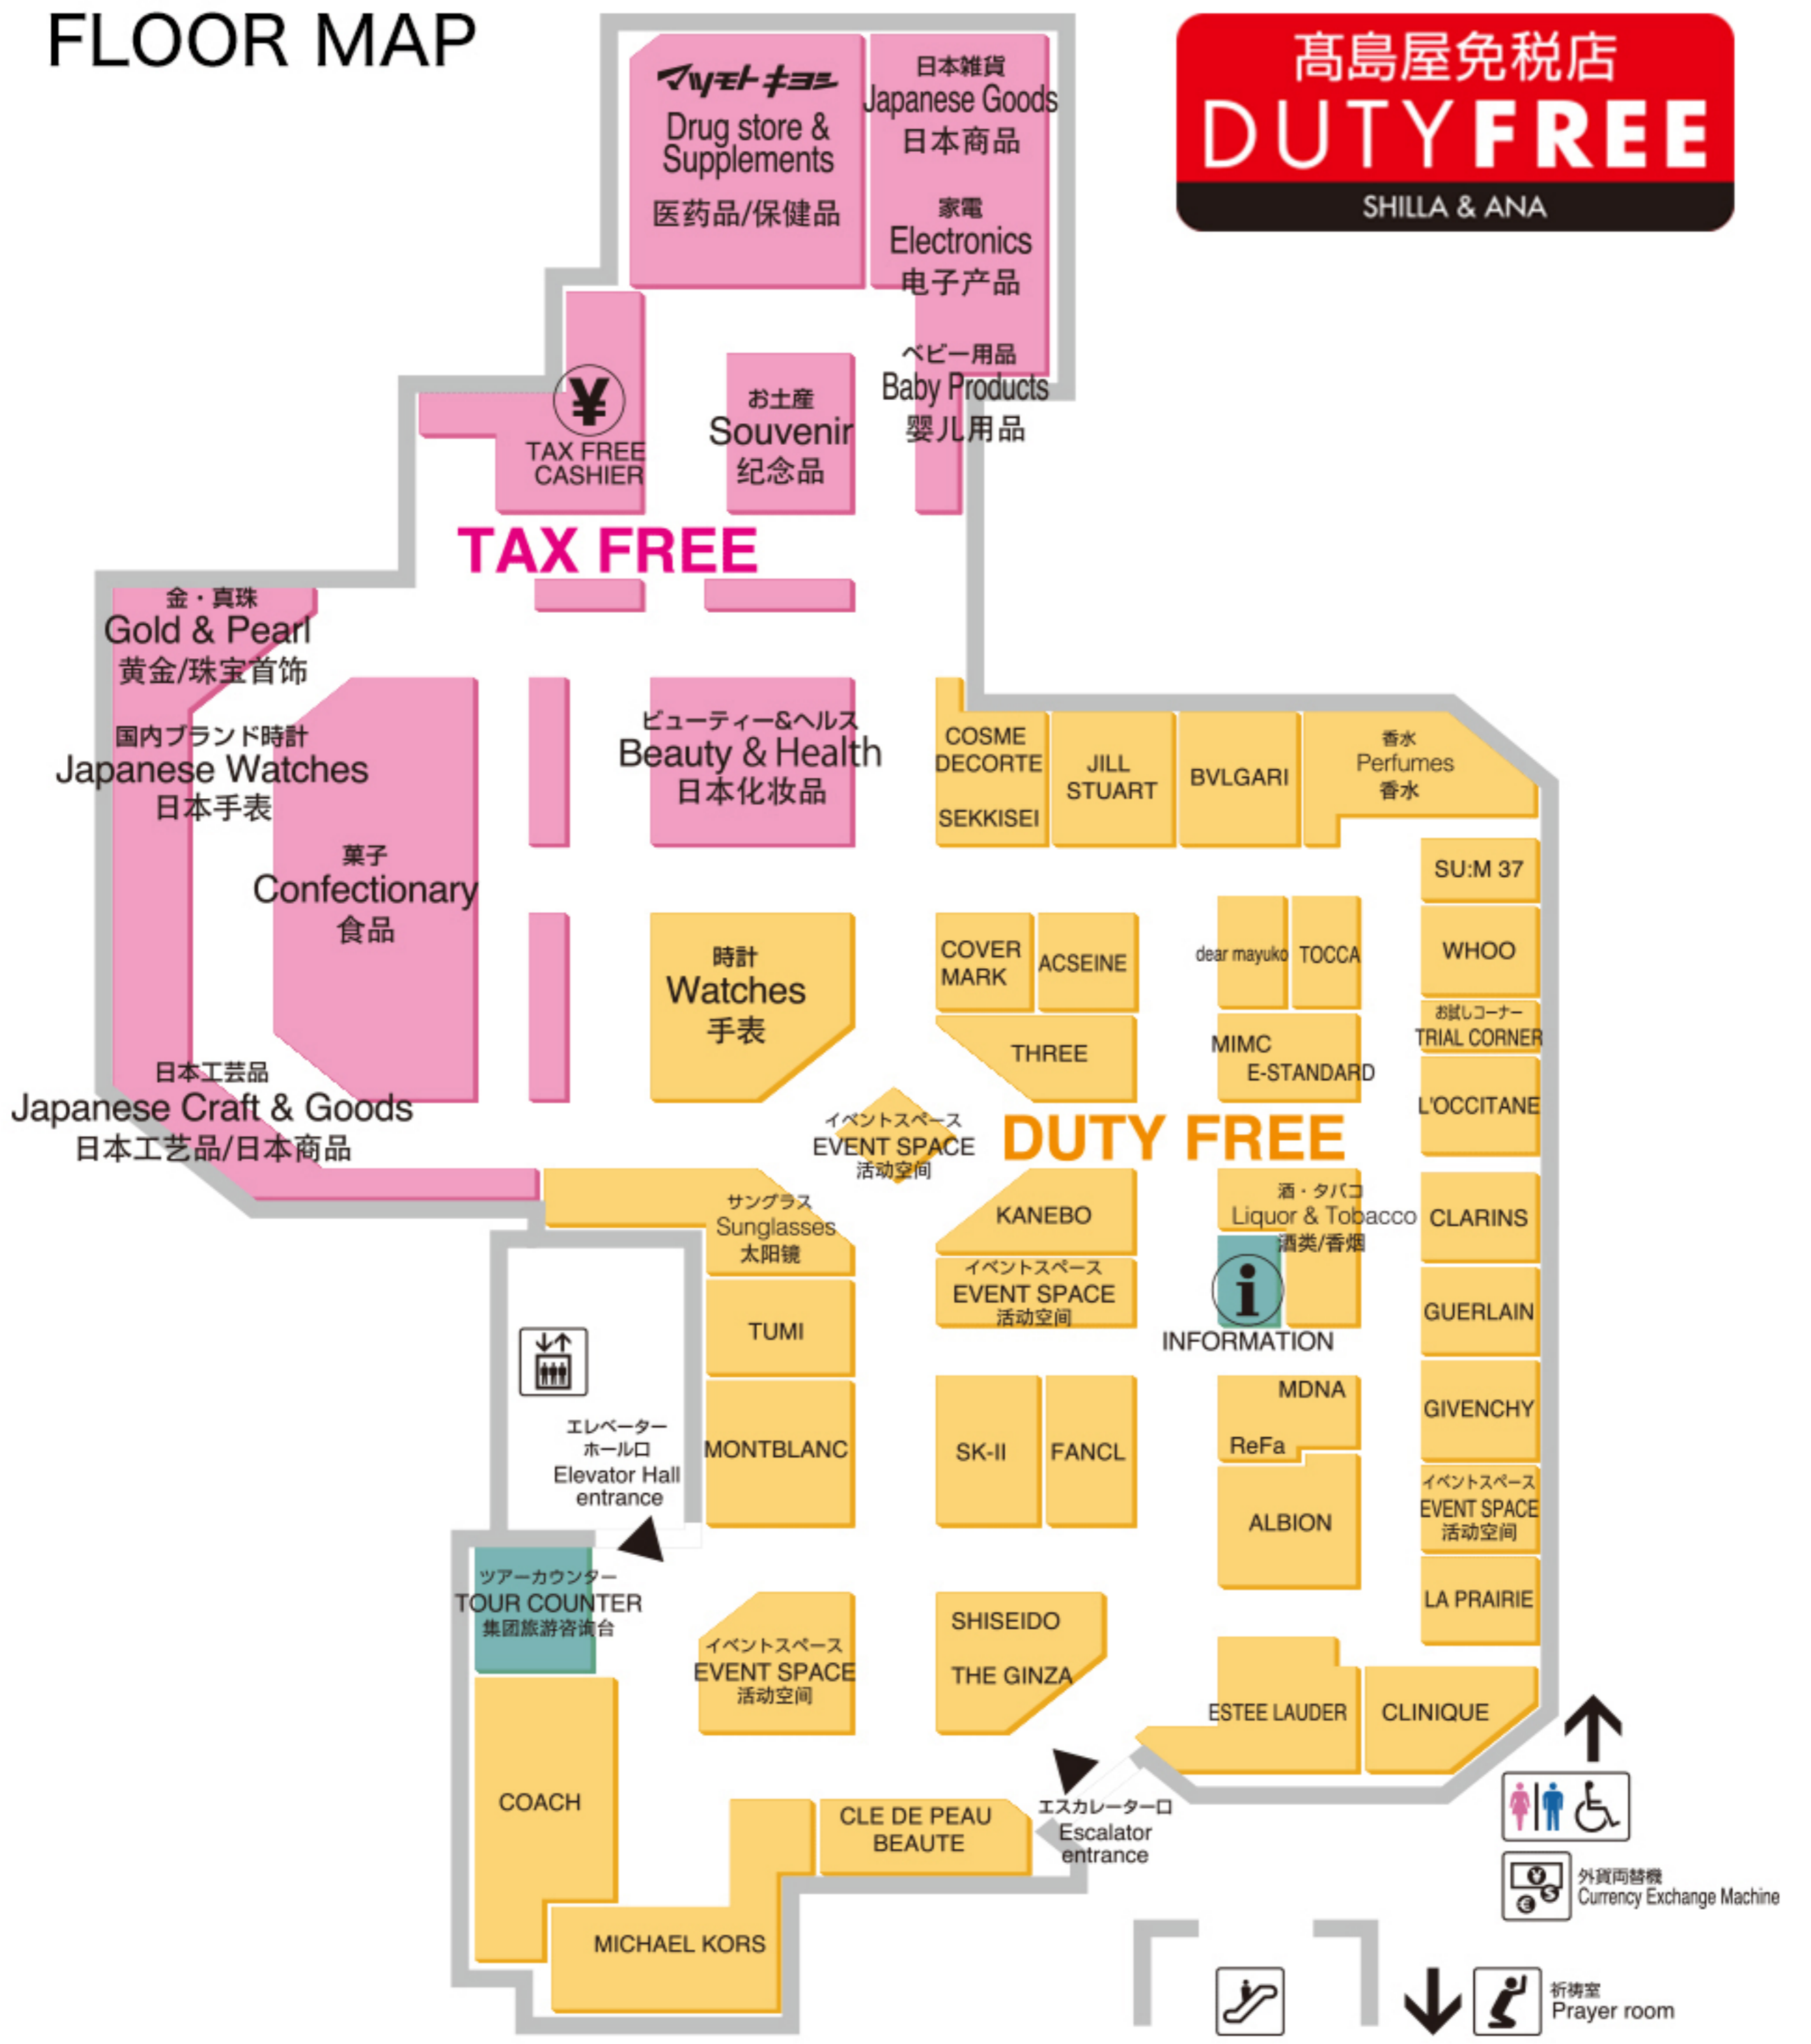 FLOOR MAP
髙島屋免税店
DUTYFREE
SHILLA & ANA
マツモトキヨシ
Drug store &
Supplements
医药品/保健品
日本雑貨
Japanese Goods
日本商品
家電
Electronics
电子产品
ベビー用品
Baby Products
婴儿用品
¥
TAX FREE
CASHIER
お土産
Souvenir
纪念品
TAX FREE
金・真珠
Gold & Pearl
黄金/珠宝首饰
国内ブランド時計
Japanese Watches
日本手表
菓子
Confectionary
食品
日本工芸品
Japanese Craft & Goods
日本工艺品/日本商品
ビューティー&ヘルス
Beauty & Health
日本化妆品
COSME
DECORTE
SEKKISEI
JILL
STUART
BVLGARI
香水
Perfumes
香水
SU:M 37
WHOO
お試しコーナー
TRIAL CORNER
L'OCCITANE
時計
Watches
手表
COVER
MARK
ACSEINE
THREE
dear mayuko
TOCCA
MIMC
E-STANDARD
イベントスペース
EVENT SPACE
活动空间
DUTY FREE
サングラス
Sunglasses
太阳镜
TUMI
MONTBLANC
KANEBO
イベントスペース
EVENT SPACE
活动空间
酒・タバコ
Liquor & Tobacco
酒类/香烟
i
INFORMATION
CLARINS
GUERLAIN
GIVENCHY
イベントスペース
EVENT SPACE
活动空间
LA PRAIRIE
エレベーター
ホール口
Elevator Hall
entrance
SK-II
FANCL
MDNA
ReFa
ALBION
ツアーカウンター
TOUR COUNTER
集团旅游咨询台
イベントスペース
EVENT SPACE
活动空间
SHISEIDO
THE GINZA
ESTEE LAUDER
CLINIQUE
COACH
MICHAEL KORS
CLE DE PEAU
BEAUTE
エスカレーター口
Escalator
entrance
¥
$
€
外貨両替機
Currency Exchange Machine
祈祷室
Prayer room